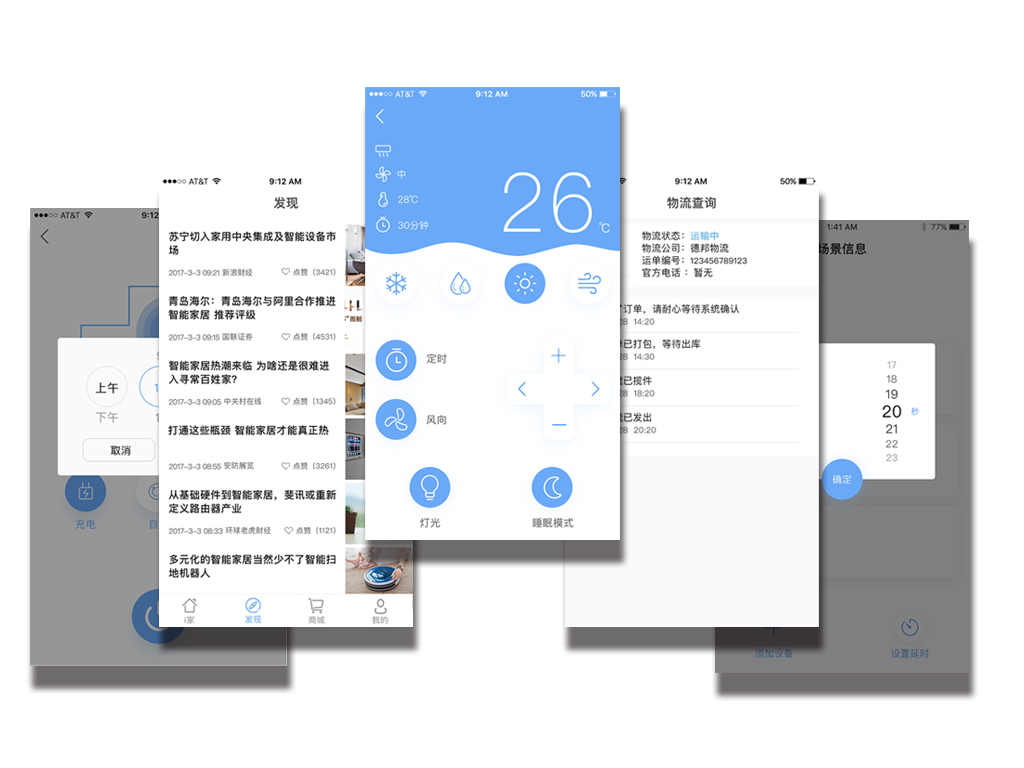 AT&T 9:12
上午
下午
取消
充电
自
AT&T 9:12 AM
发现
苏宁切入家用中央集成及智能设备市
场
2017-3-3 09:21 新浪财经 点赞 (3421)
青岛海尔：青岛海尔与阿里合作推进
智能家居 推荐评级
2017-3-3 09:15 国联证券 点赞 (4531)
智能家居热潮来临 为啥还是很难进
入寻常百姓家？
2017-3-3 09:05 中关村在线 点赞 (1345)
打通这些瓶颈 智能家居才能真正热
2017-3-3 08:55 安防展览 点赞 (3261)
从基础硬件到智能家居，斐讯或重新
定义路由器产业
2017-3-3 08:33 环球老虎财经 点赞 (1121)
多元化的智能家居当然少不了智能扫
地机器人
i家 发现 商城 我的
AT&T 9:12 AM 50%
中
28℃
30分钟
26℃
定时
风向
灯光 睡眠模式
9:12 AM 50%
物流查询
物流状态：运输中
物流公司：德邦物流
运单编号：123456789123
官方电话：暂无
订单，请耐心等待系统确认
28 14:20
已打包，等待出库
28 14:30
已揽件
28 18:20
已发出
28 20:20
1:41 AM 77%
场景信息
17
18
19
20 秒
21
22
23
确定
添加设备 设置延时